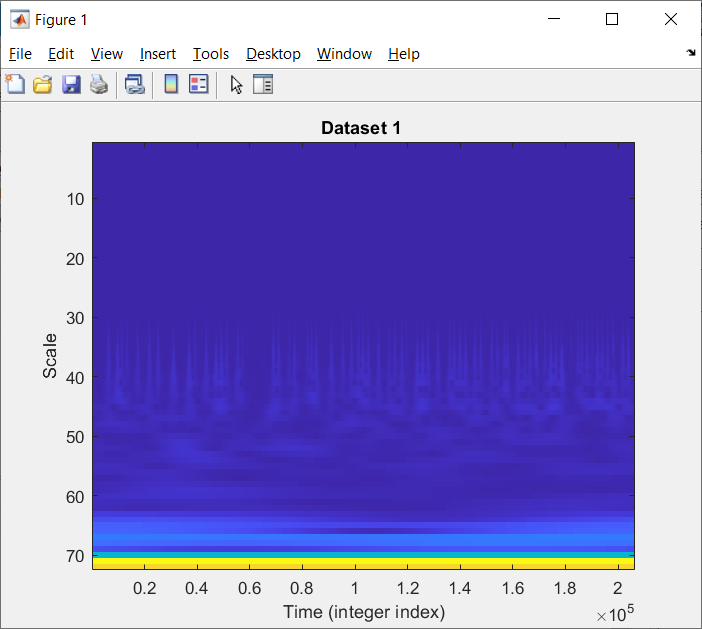 Figure 1
File Edit View Insert Tools Desktop Window Help
Dataset 1
10
20
30
40
50
60
70
Scale
0.2 0.4 0.6 0.8 1 1.2 1.4 1.6 1.8 2
Time (integer index)
×10⁵